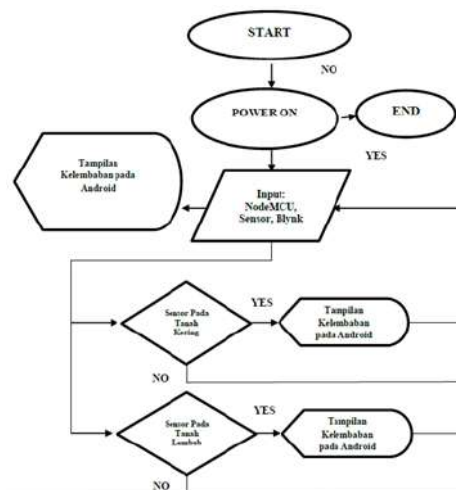 START
NO
POWER ON
END
YES
Tampilan
Kelembaban pada
Android
Input:
NodeMCU,
Sensor, Blynk
Sensor Pada
Tanah
Kering
YES
Tampilan
Kelembaban
pada Android
NO
Sensor Pada
Tanah
Lembab
YES
Tampilan
Kelembaban
pada Android
NO